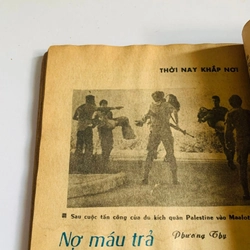 THỜI NAY KHẮP NƠI
Sau cuộc tấn công của du kích quân Palestine vào Maalot
Nợ máu trả
Phương Thy